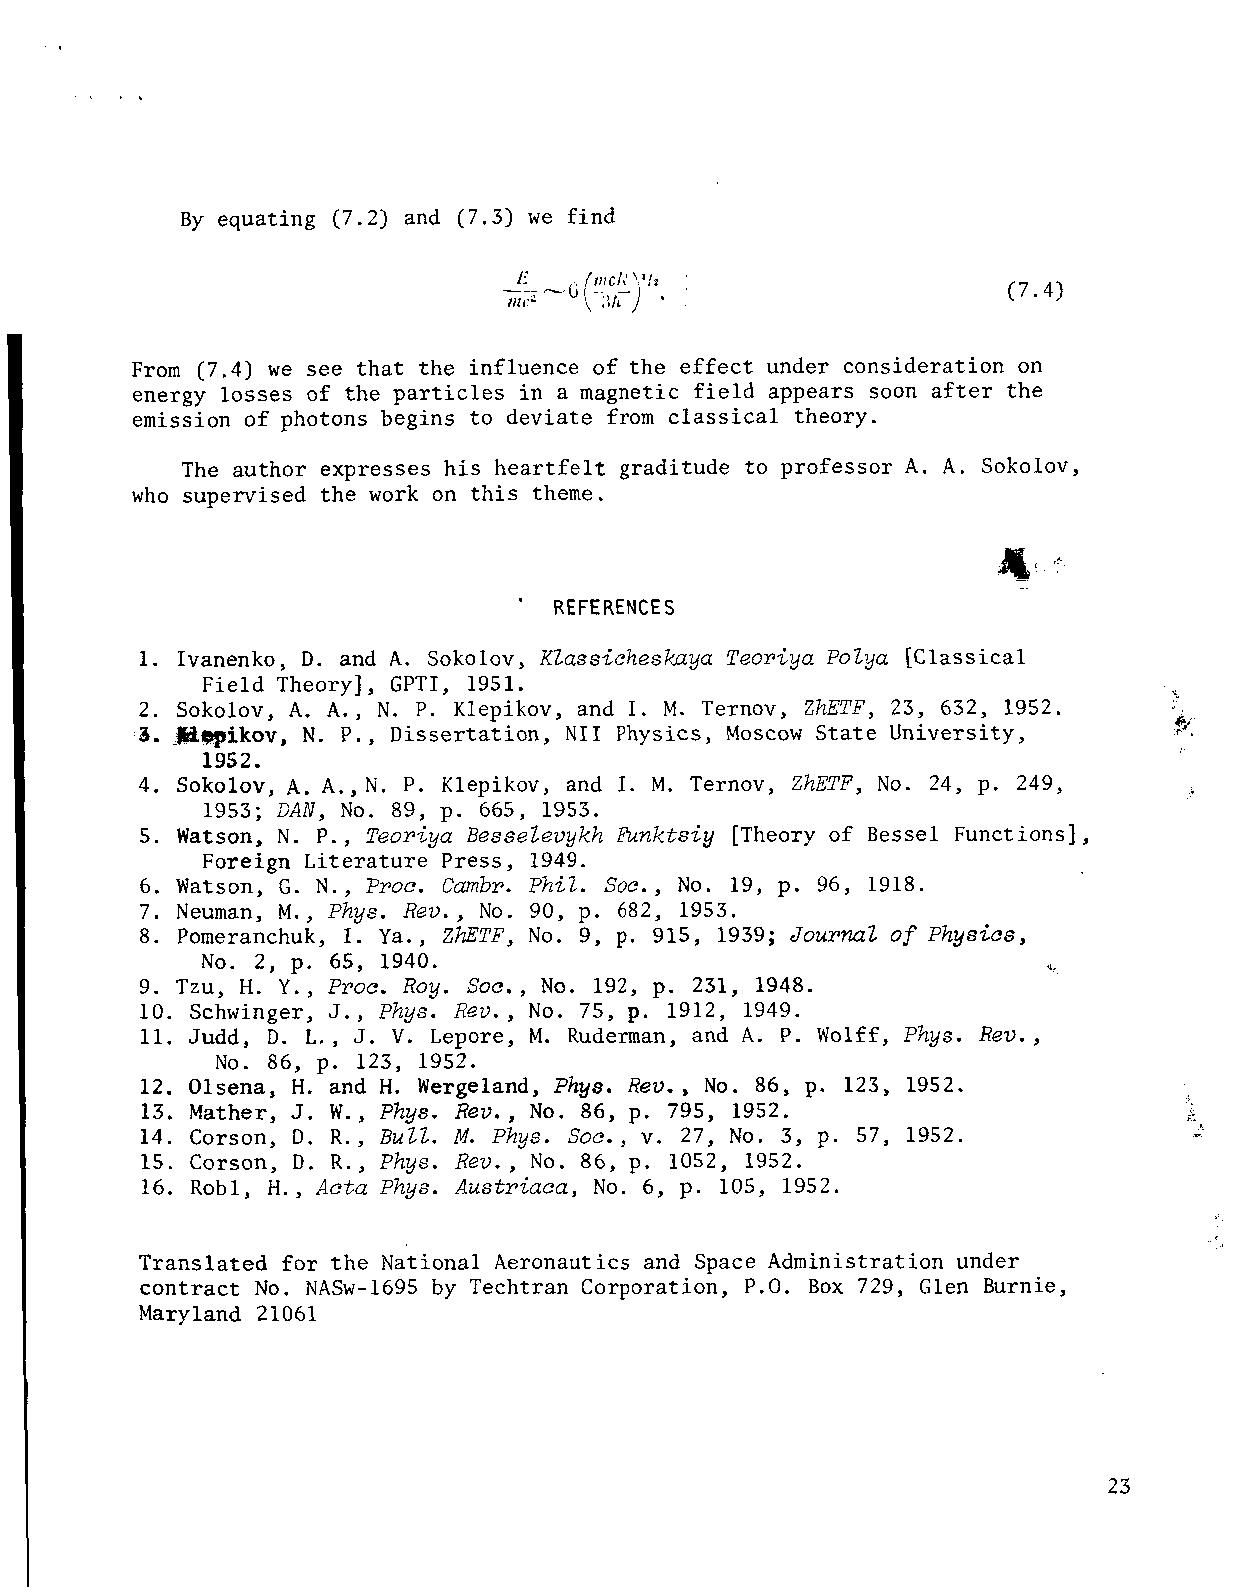 By equating (7.2) and (7.3) we find
E/mc² ~ 6 (mcR/3ħ)^1/2. (7.4)
From (7.4) we see that the influence of the effect under consideration on
energy losses of the particles in a magnetic field appears soon after the
emission of photons begins to deviate from classical theory.
The author expresses his heartfelt graditude to professor A. A. Sokolov,
who supervised the work on this theme.
REFERENCES
1. Ivanenko, D. and A. Sokolov, Klassicheskaya Teoriya Polya [Classical
Field Theory], GPTI, 1951.
2. Sokolov, A. A., N. P. Klepikov, and I. M. Ternov, ZhETF, 23, 632, 1952.
3. Klepikov, N. P., Dissertation, NII Physics, Moscow State University,
1952.
4. Sokolov, A. A., N. P. Klepikov, and I. M. Ternov, ZhETF, No. 24, p. 249,
1953; DAN, No. 89, p. 665, 1953.
5. Watson, N. P., Teoriya Besselevykh Funktsiy [Theory of Bessel Functions],
Foreign Literature Press, 1949.
6. Watson, G. N., Proc. Cambr. Phil. Soc., No. 19, p. 96, 1918.
7. Neuman, M., Phys. Rev., No. 90, p. 682, 1953.
8. Pomeranchuk, I. Ya., ZhETF, No. 9, p. 915, 1939; Journal of Physics,
No. 2, p. 65, 1940.
9. Tzu, H. Y., Proc. Roy. Soc., No. 192, p. 231, 1948.
10. Schwinger, J., Phys. Rev., No. 75, p. 1912, 1949.
11. Judd, D. L., J. V. Lepore, M. Ruderman, and A. P. Wolff, Phys. Rev.,
No. 86, p. 123, 1952.
12. Olsena, H. and H. Wergeland, Phys. Rev., No. 86, p. 123, 1952.
13. Mather, J. W., Phys. Rev., No. 86, p. 795, 1952.
14. Corson, D. R., Bull. M. Phys. Soc., v. 27, No. 3, p. 57, 1952.
15. Corson, D. R., Phys. Rev., No. 86, p. 1052, 1952.
16. Robl, H., Acta Phys. Austriaca, No. 6, p. 105, 1952.
Translated for the National Aeronautics and Space Administration under
contract No. NASw-1695 by Techtran Corporation, P.O. Box 729, Glen Burnie,
Maryland 21061
23